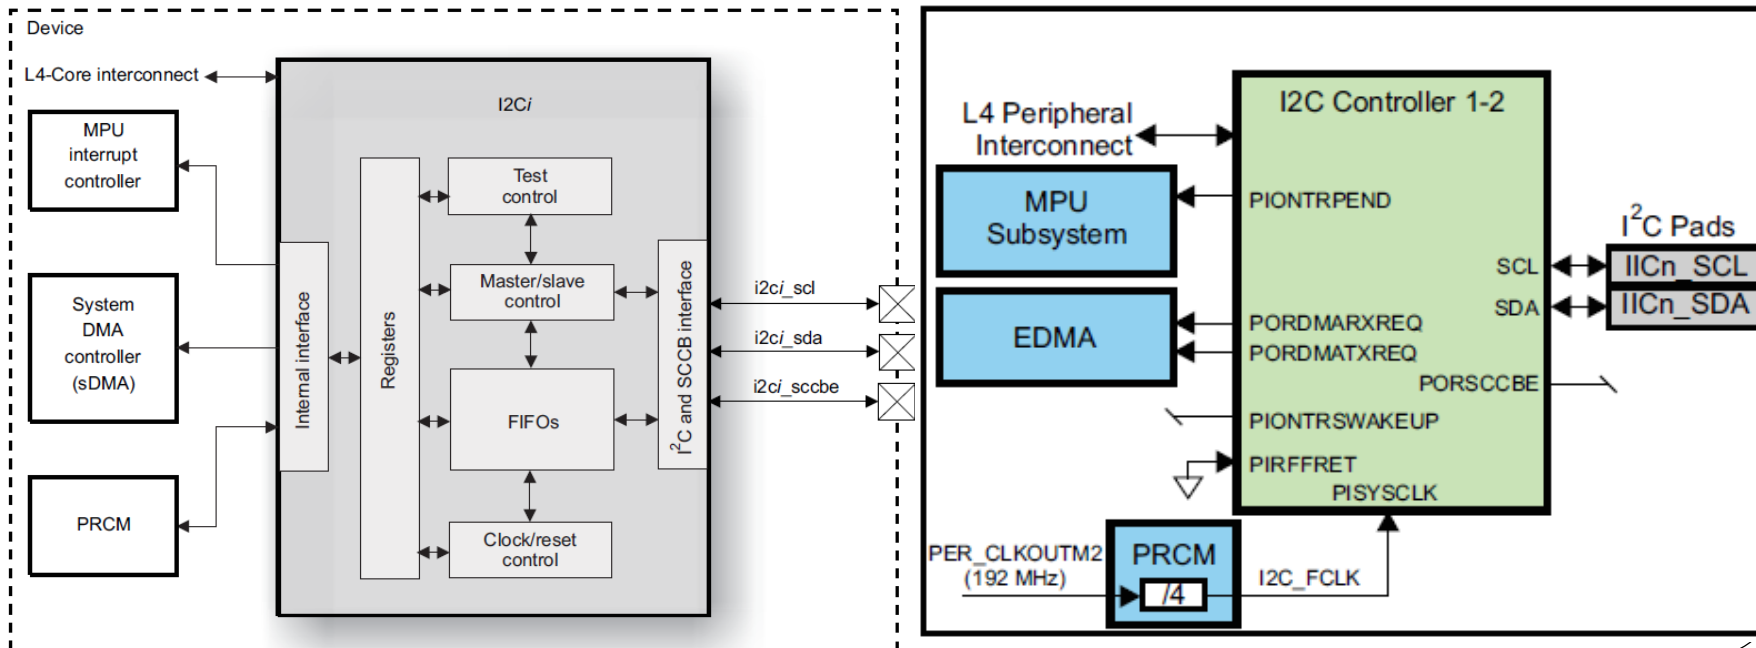 Device
L4-Core interconnect
MPU
interrupt
controller
System
DMA
controller
(sDMA)
PRCM
I2Ci
Internal interface
Registers
Test
control
Master/slave
control
FIFOs
Clock/reset
control
I²C and SCCB interface
i2ci_scl
i2ci_sda
i2ci_sccbe
L4 Peripheral
Interconnect
MPU
Subsystem
EDMA
I2C Controller 1-2
PIONTRPEND
PORDMARXREQ
PORDMATXREQ
PIONTRSWAKEUP
PIRFFRET
PISYSCLK
SCL
SDA
PORSCCBE
I²C Pads
IICn_SCL
IICn_SDA
PER_CLKOUTM2
(192 MHz)
PRCM
/4
I2C_FCLK